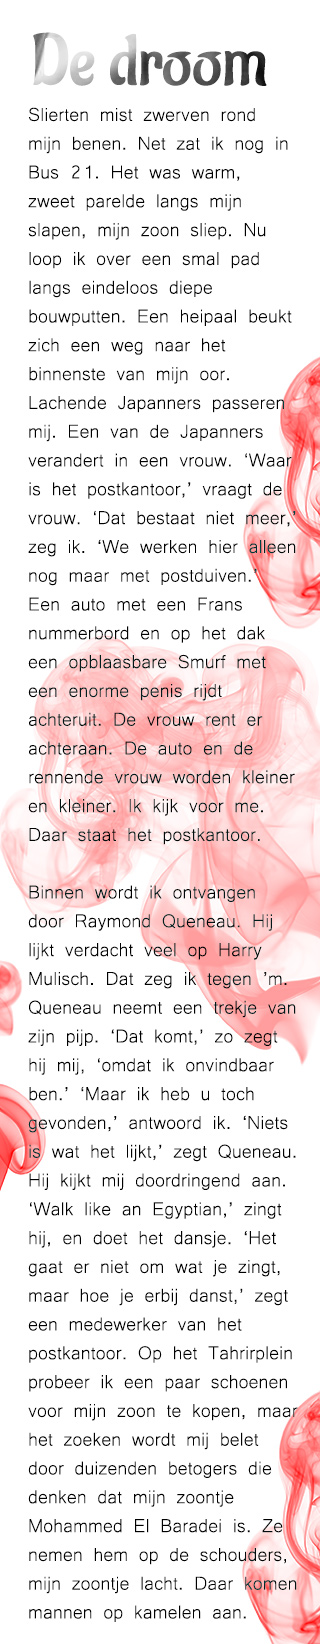 De droom
Slierten mist zwerven rond
mijn benen. Net zat ik nog in
Bus 21. Het was warm,
zweet parelde langs mijn
slapen, mijn zoon sliep. Nu
loop ik over een smal pad
langs eindeloos diepe
bouwputten. Een heipaal beukt
zich een weg naar het
binnenste van mijn oor.
Lachende Japanners passeren
mij. Een van de Japanners
verandert in een vrouw. ‘Waar
is het postkantoor,’ vraagt de
vrouw. ‘Dat bestaat niet meer,’
zeg ik. ‘We werken hier alleen
nog maar met postduiven.’
Een auto met een Frans
nummerbord en op het dak
een opblaasbare Smurf met
een enorme penis rijdt
achteruit. De vrouw rent er
achteraan. De auto en de
rennende vrouw worden kleiner
en kleiner. Ik kijk voor me.
Daar staat het postkantoor.
Binnen wordt ik ontvangen
door Raymond Queneau. Hij
lijkt verdacht veel op Harry
Mulisch. Dat zeg ik tegen ’m.
Queneau neemt een trekje van
zijn pijp. ‘Dat komt,’ zo zegt
hij mij, ‘omdat ik onvindbaar
ben.’ ‘Maar ik heb u toch
gevonden,’ antwoord ik. ‘Niets
is wat het lijkt,’ zegt Queneau.
Hij kijkt mij doordringend aan.
‘Walk like an Egyptian,’ zingt
hij, en doet het dansje. ‘Het
gaat er niet om wat je zingt,
maar hoe je erbij danst,’ zegt
een medewerker van het
postkantoor. Op het Tahrirplein
probeer ik een paar schoenen
voor mijn zoon te kopen, maar
het zoeken wordt mij belet
door duizenden betogers die
denken dat mijn zoontje
Mohammed El Baradei is. Ze
nemen hem op de schouders,
mijn zoontje lacht. Daar komen
mannen op kamelen aan.